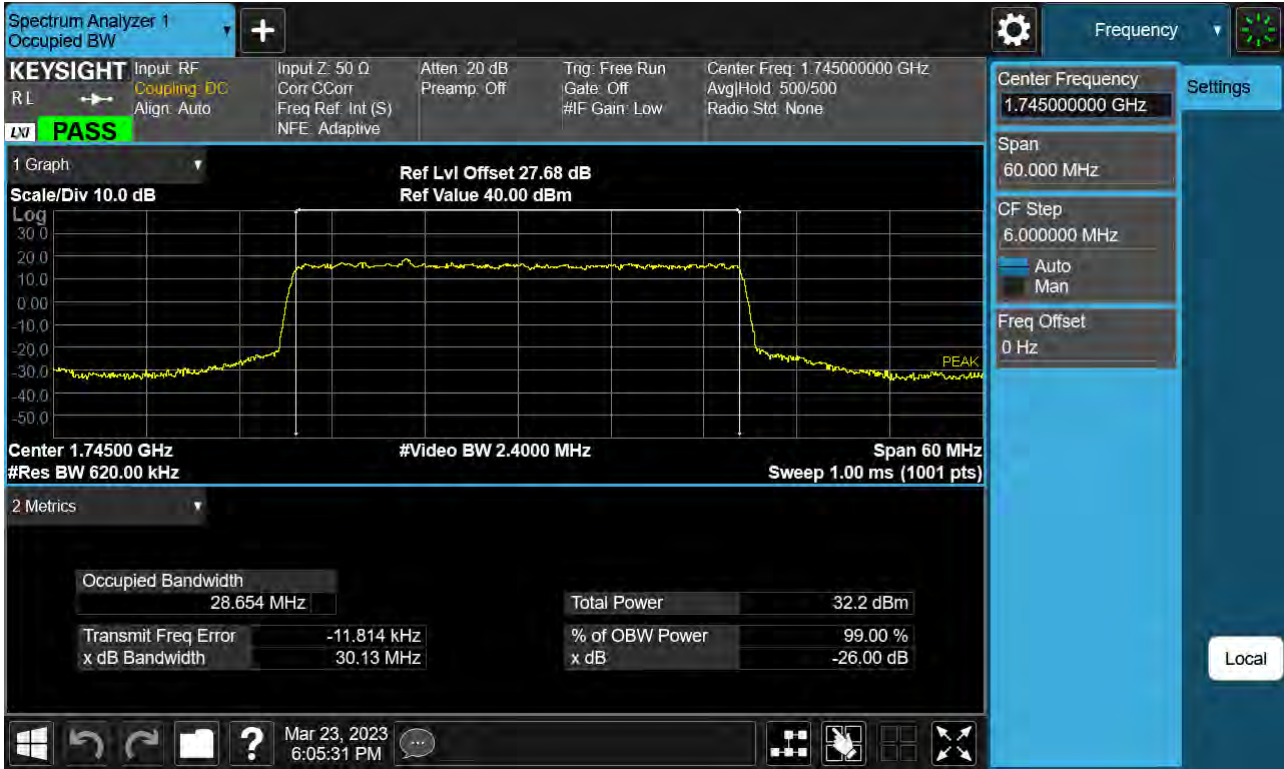 Spectrum Analyzer 1
Occupied BW
+
Frequency
KEYSIGHT
R L
LXI
PASS
Input: RF
Coupling: DC
Align: Auto
Input Z: 50 Ω
Corr CCorr
Freq Ref: Int (S)
NFE: Adaptive
Atten: 20 dB
Preamp: Off
Trig: Free Run
Gate: Off
#IF Gain: Low
Center Freq: 1.745000000 GHz
Avg|Hold: 500/500
Radio Std: None
Center Frequency
1.745000000 GHz
Settings
Span
60.000 MHz
CF Step
6.000000 MHz
Auto
Man
Freq Offset
0 Hz
Local
1 Graph
Scale/Div 10.0 dB
Ref Lvl Offset 27.68 dB
Ref Value 40.00 dBm
Log
30.0
20.0
10.0
0.00
-10.0
-20.0
-30.0
-40.0
-50.0
PEAK
Center 1.74500 GHz
#Video BW 2.4000 MHz
Span 60 MHz
#Res BW 620.00 kHz
Sweep 1.00 ms (1001 pts)
2 Metrics
Occupied Bandwidth
28.654 MHz
Total Power 32.2 dBm
Transmit Freq Error -11.814 kHz
% of OBW Power 99.00 %
x dB Bandwidth 30.13 MHz
x dB -26.00 dB
?
Mar 23, 2023
6:05:31 PM